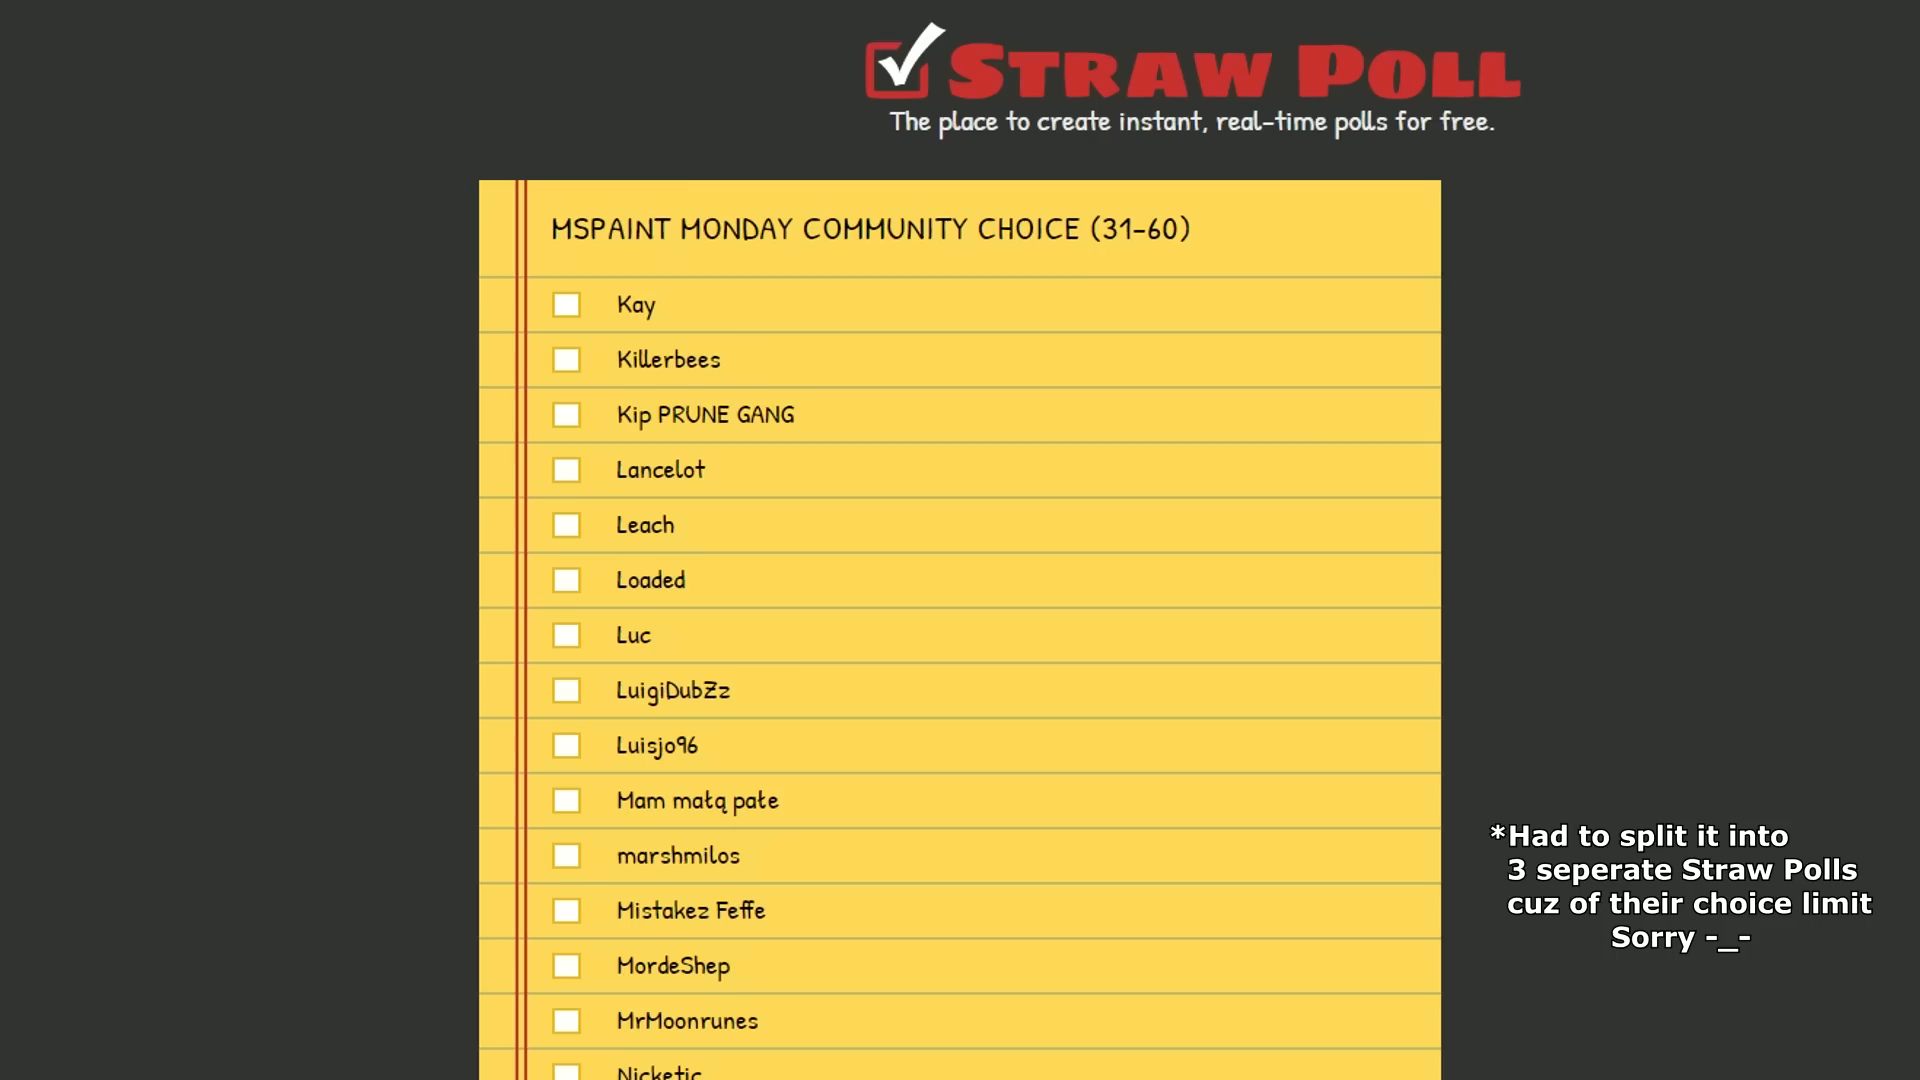 STRAW POLL
The place to create instant, real-time polls for free.
MSPAINT MONDAY COMMUNITY CHOICE (31-60)
Kay
Killerbees
Kip PRUNE GANG
Lancelot
Leach
Loaded
Luc
LuigiDubZz
Luisjo96
Mam małą pałe
marshmilos
Mistakez Feffe
MordeShep
MrMoonrunes
Nicketic
*Had to split it into
3 seperate Straw Polls
cuz of their choice limit
Sorry -_-